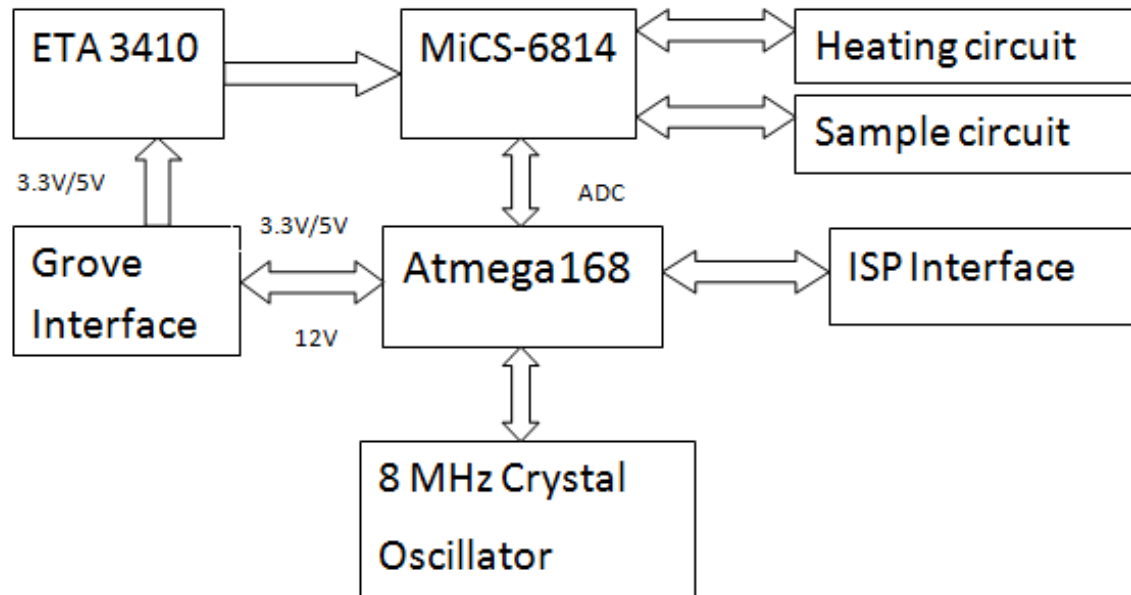 ETA 3410
MiCS-6814
Heating circuit
Sample circuit
3.3V/5V
ADC
3.3V/5V
Grove
Interface
Atmega168
ISP Interface
12V
8 MHz Crystal
Oscillator